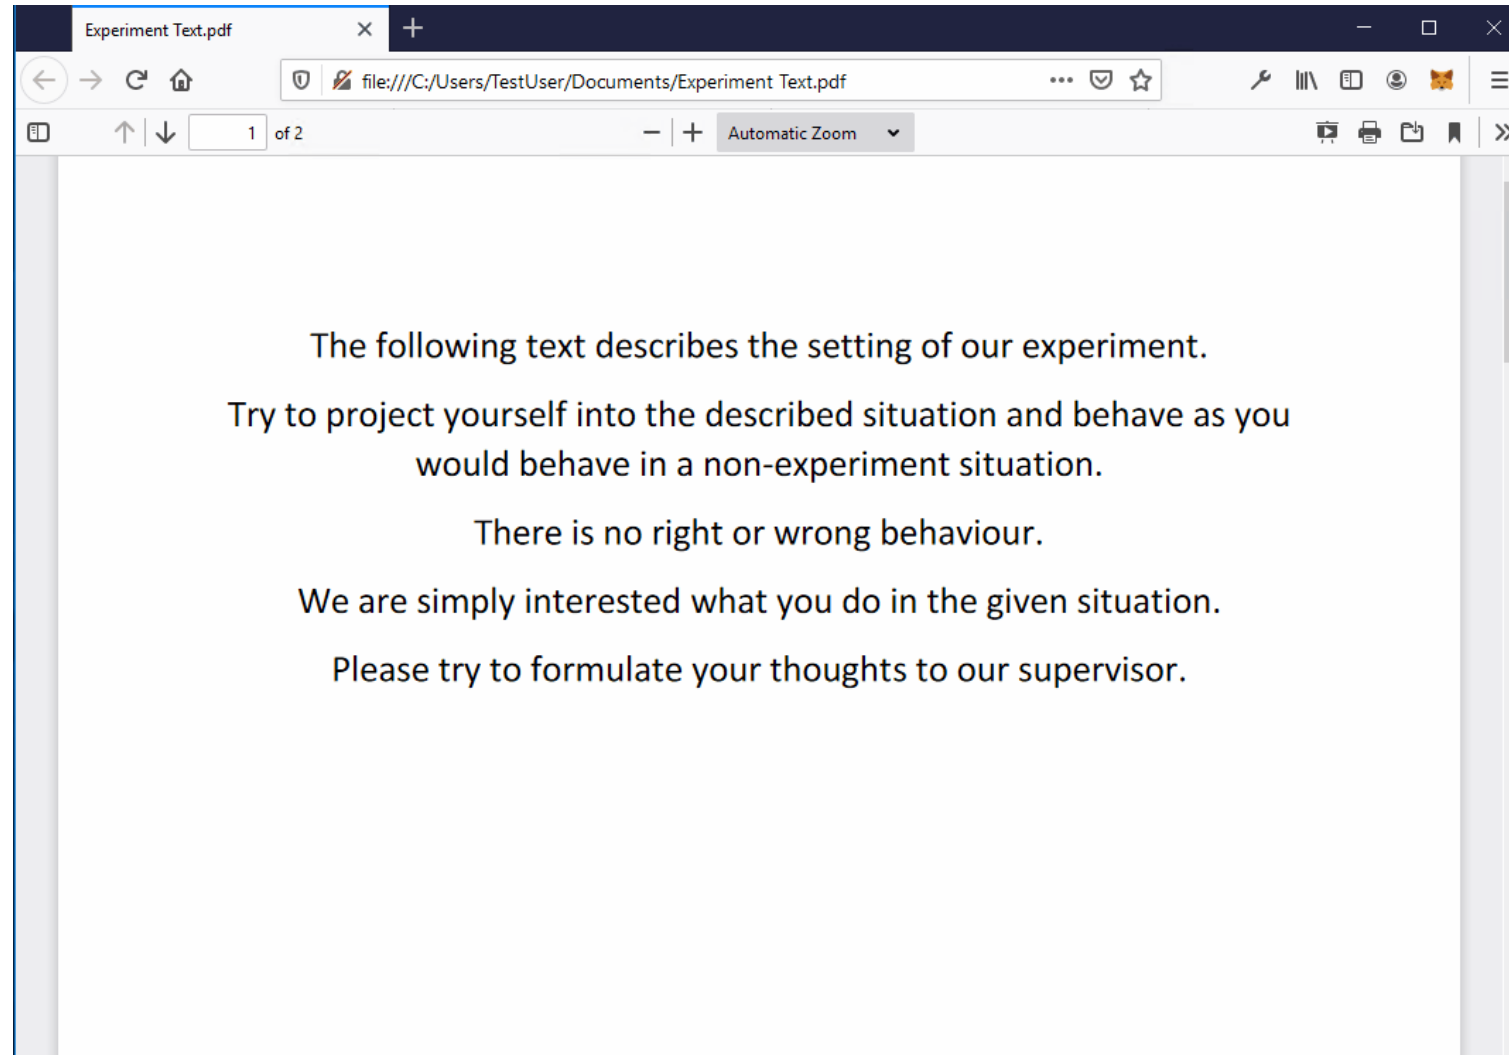 Experiment Text.pdf
file:///C:/Users/TestUser/Documents/Experiment Text.pdf
1 of 2
Automatic Zoom
The following text describes the setting of our experiment.
Try to project yourself into the described situation and behave as you
would behave in a non-experiment situation.
There is no right or wrong behaviour.
We are simply interested what you do in the given situation.
Please try to formulate your thoughts to our supervisor.